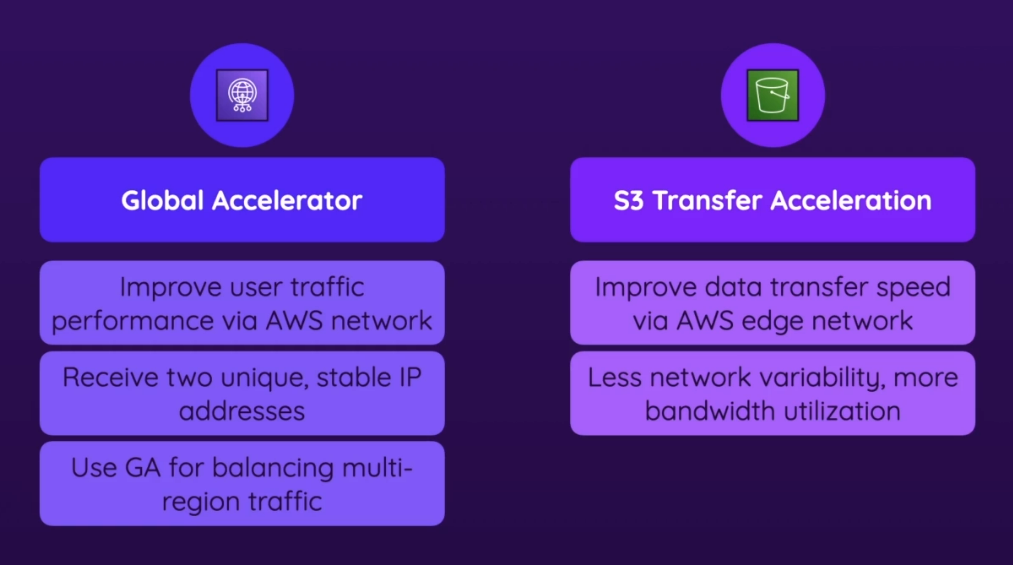 Global Accelerator
Improve user traffic
performance via AWS network
Receive two unique, stable IP
addresses
Use GA for balancing multi-
region traffic
S3 Transfer Acceleration
Improve data transfer speed
via AWS edge network
Less network variability, more
bandwidth utilization